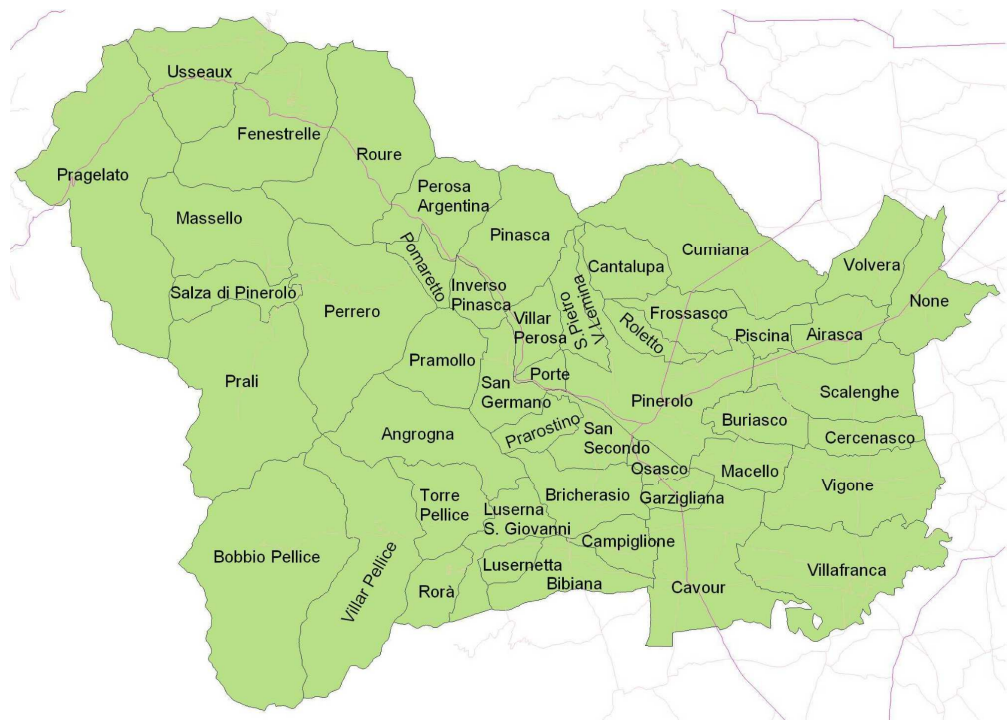 Usseaux
Fenestrelle
Roure
Pragelato
Perosa
Argentina
Massello
Pinasca
Cumiana
Cantalupa
Volvera
Pomaretto
Salza di Pinerolo
Inverso
Pinasca
None
Perrero
Villar
Perosa
S.Pietro
V.Lemina
Roletto
Frossasco
Piscina
Airasca
Pramollo
Prali
San
Germano
Porte
Pinerolo
Scalenghe
Angrogna
Prarostino
San
Secondo
Buriasco
Cercenasco
Osasco
Macello
Torre
Pellice
Luserna
S. Giovanni
Bricherasio
Garzigliana
Vigone
Bobbio Pellice
Villar Pellice
Campiglione
Lusernetta
Bibiana
Rorà
Cavour
Villafranca